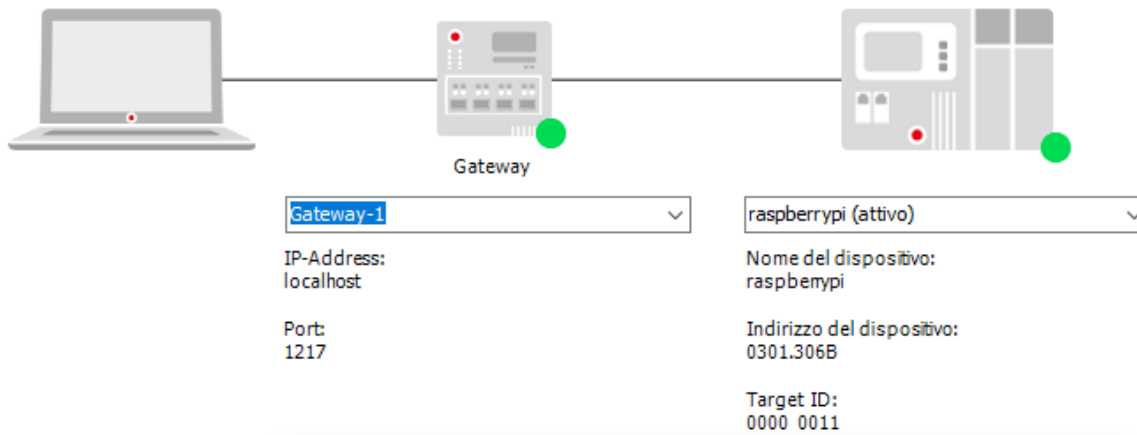 Gateway
Gateway-1
raspberrypi (attivo)
IP-Address:
localhost
Nome del dispositivo:
raspberrypi
Port:
1217
Indirizzo del dispositivo:
0301.306B
Target ID:
0000 0011